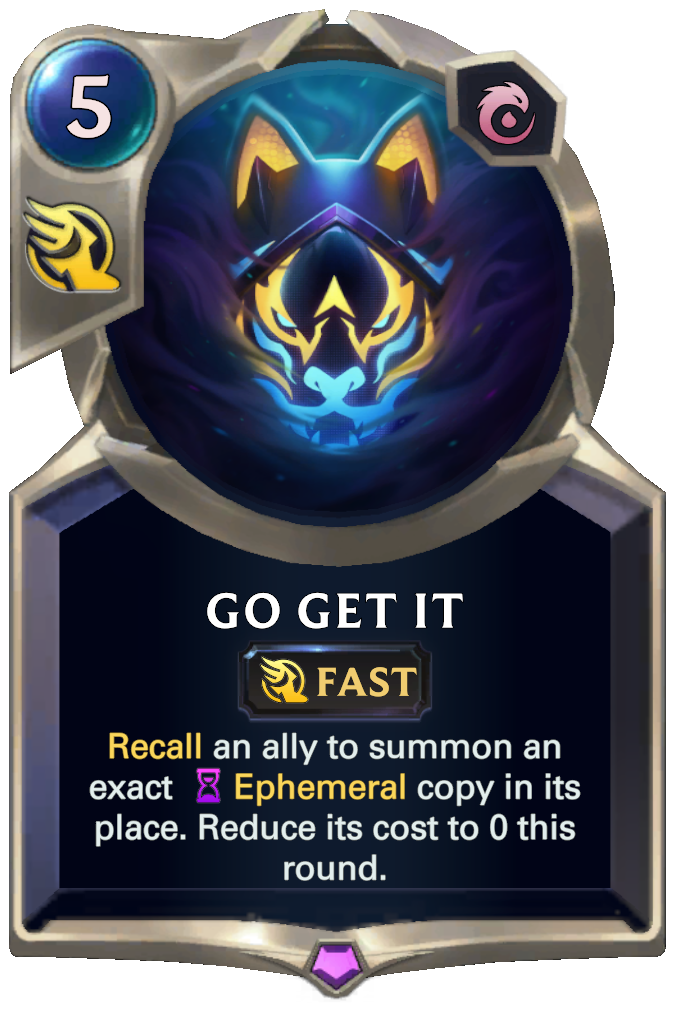 5
GO GET IT
FAST
Recall an ally to summon an
exact Ephemeral copy in its
place. Reduce its cost to 0 this
round.